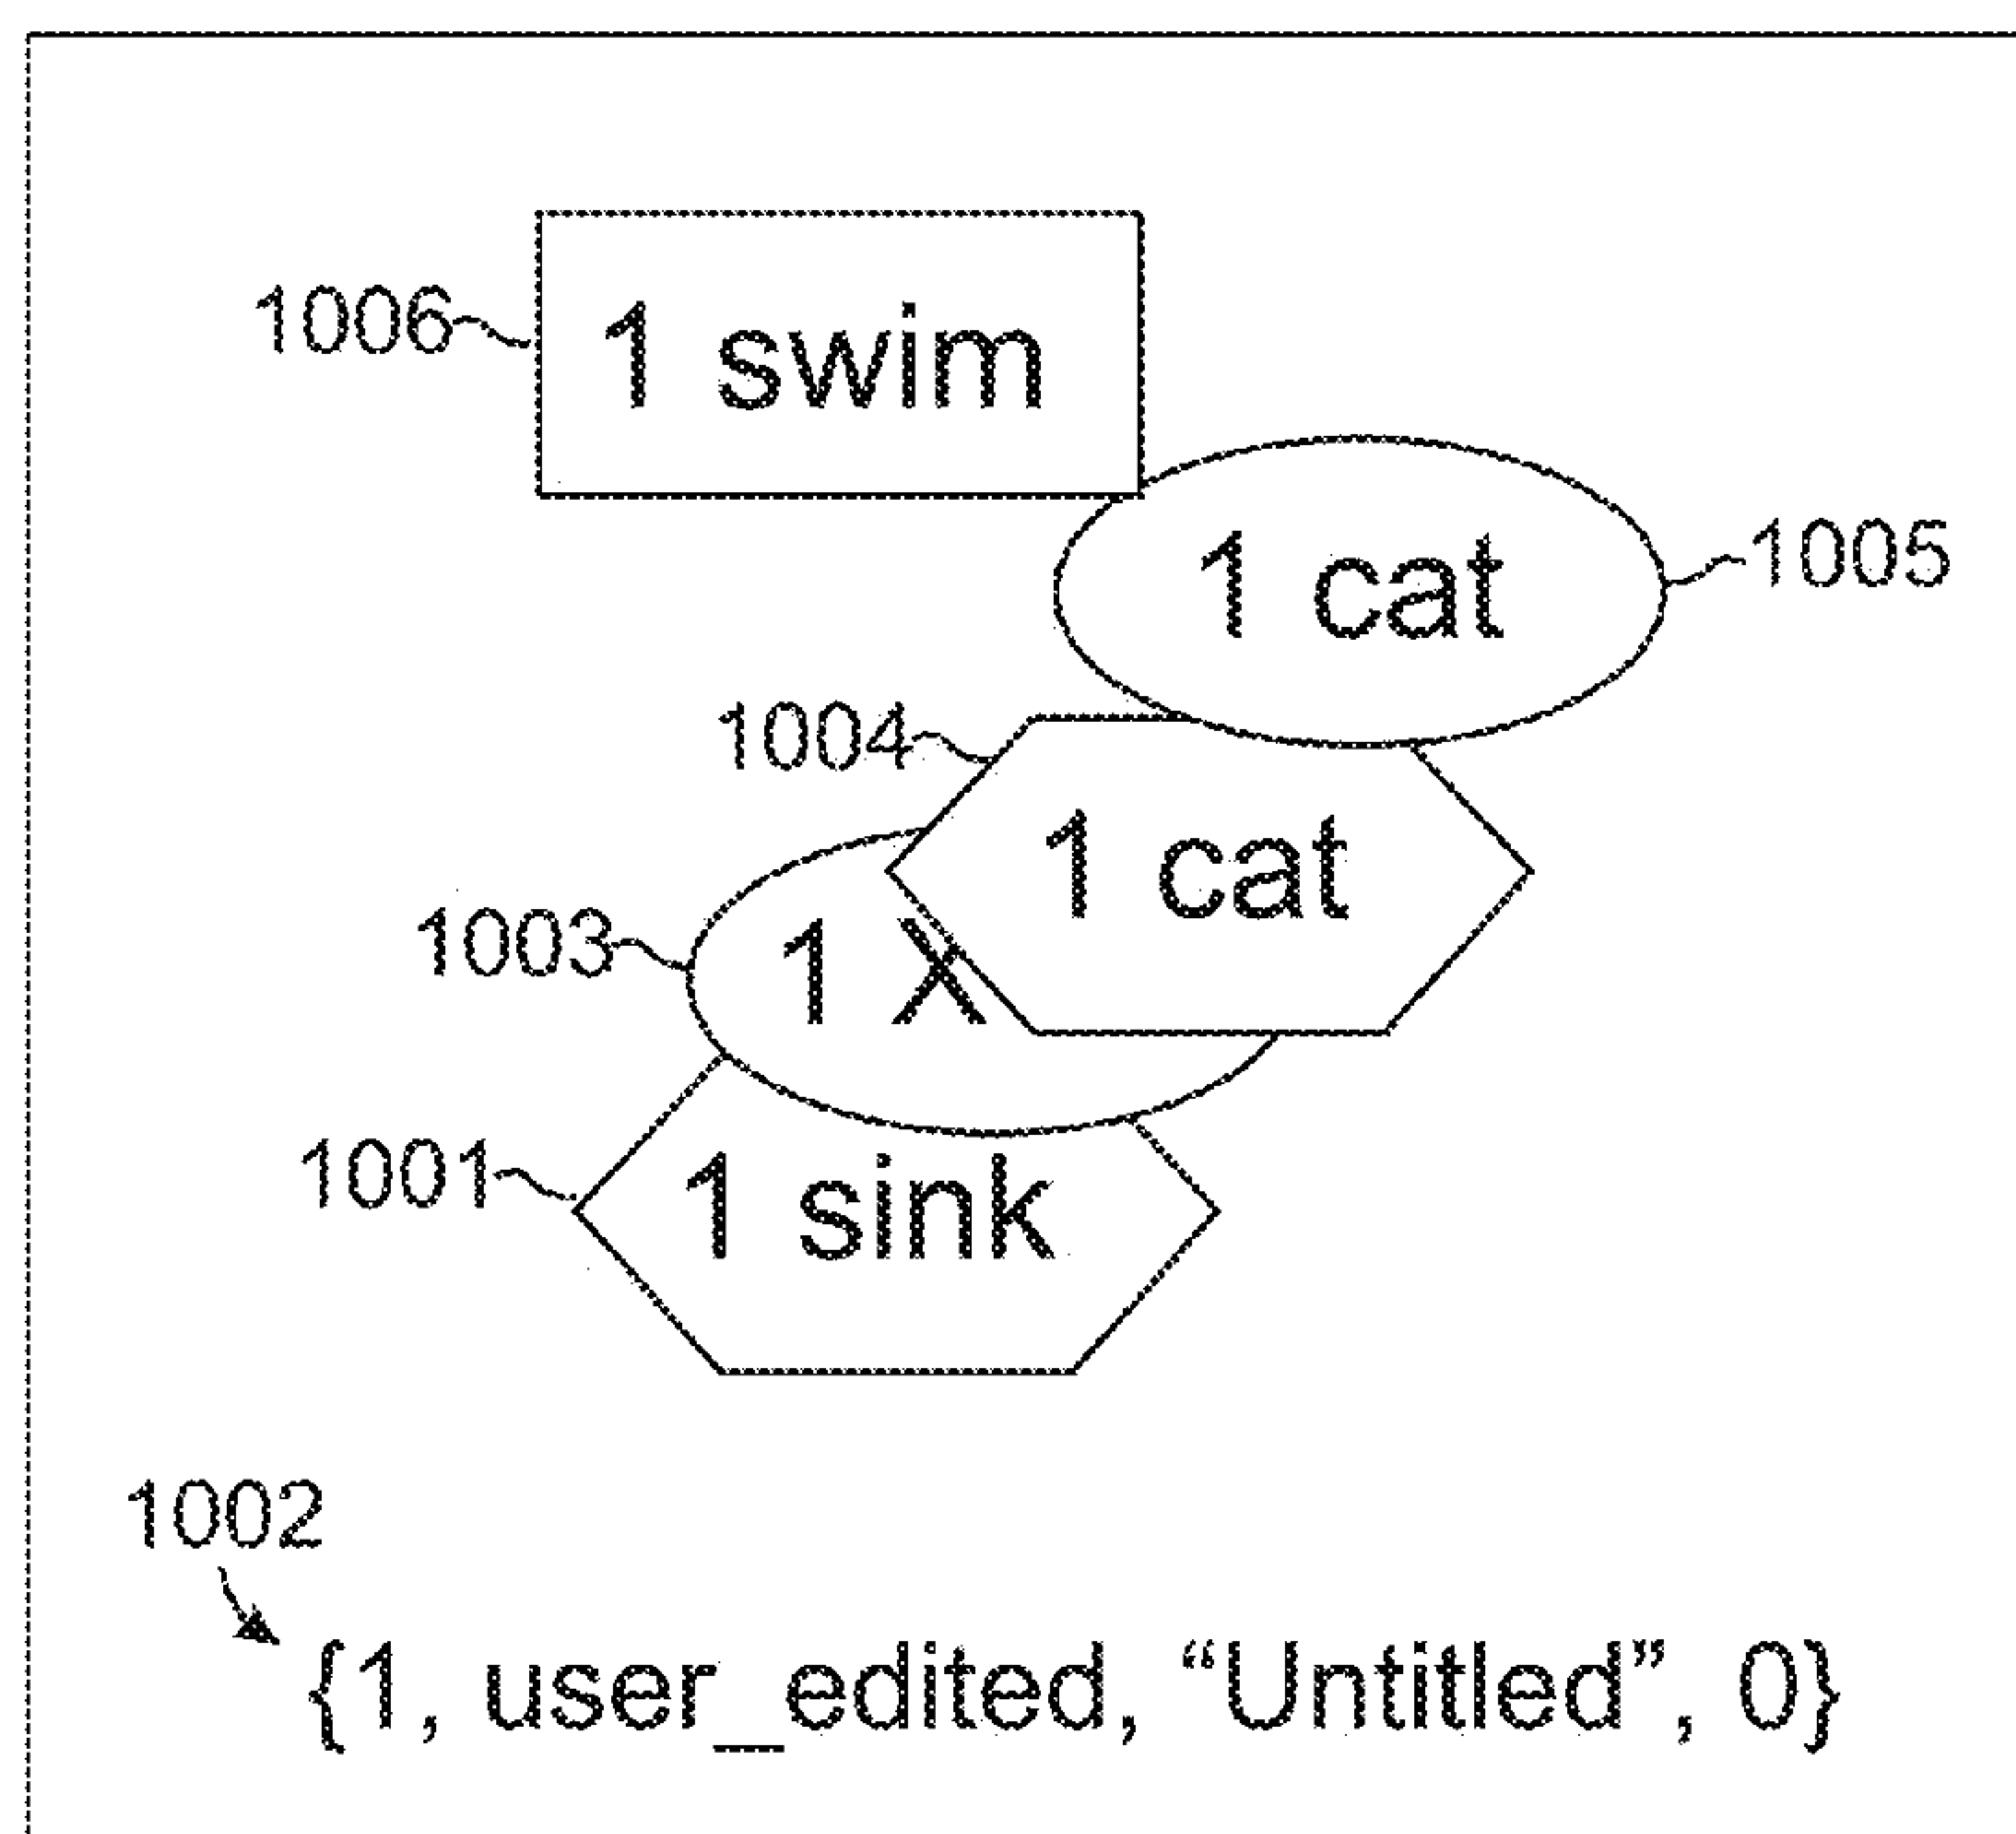 1006 1 swim
1 cat 1005
1004
1 cat
1003 1 X
1001 1 sink
1002
{1, user_edited, “Untitled”, 0}